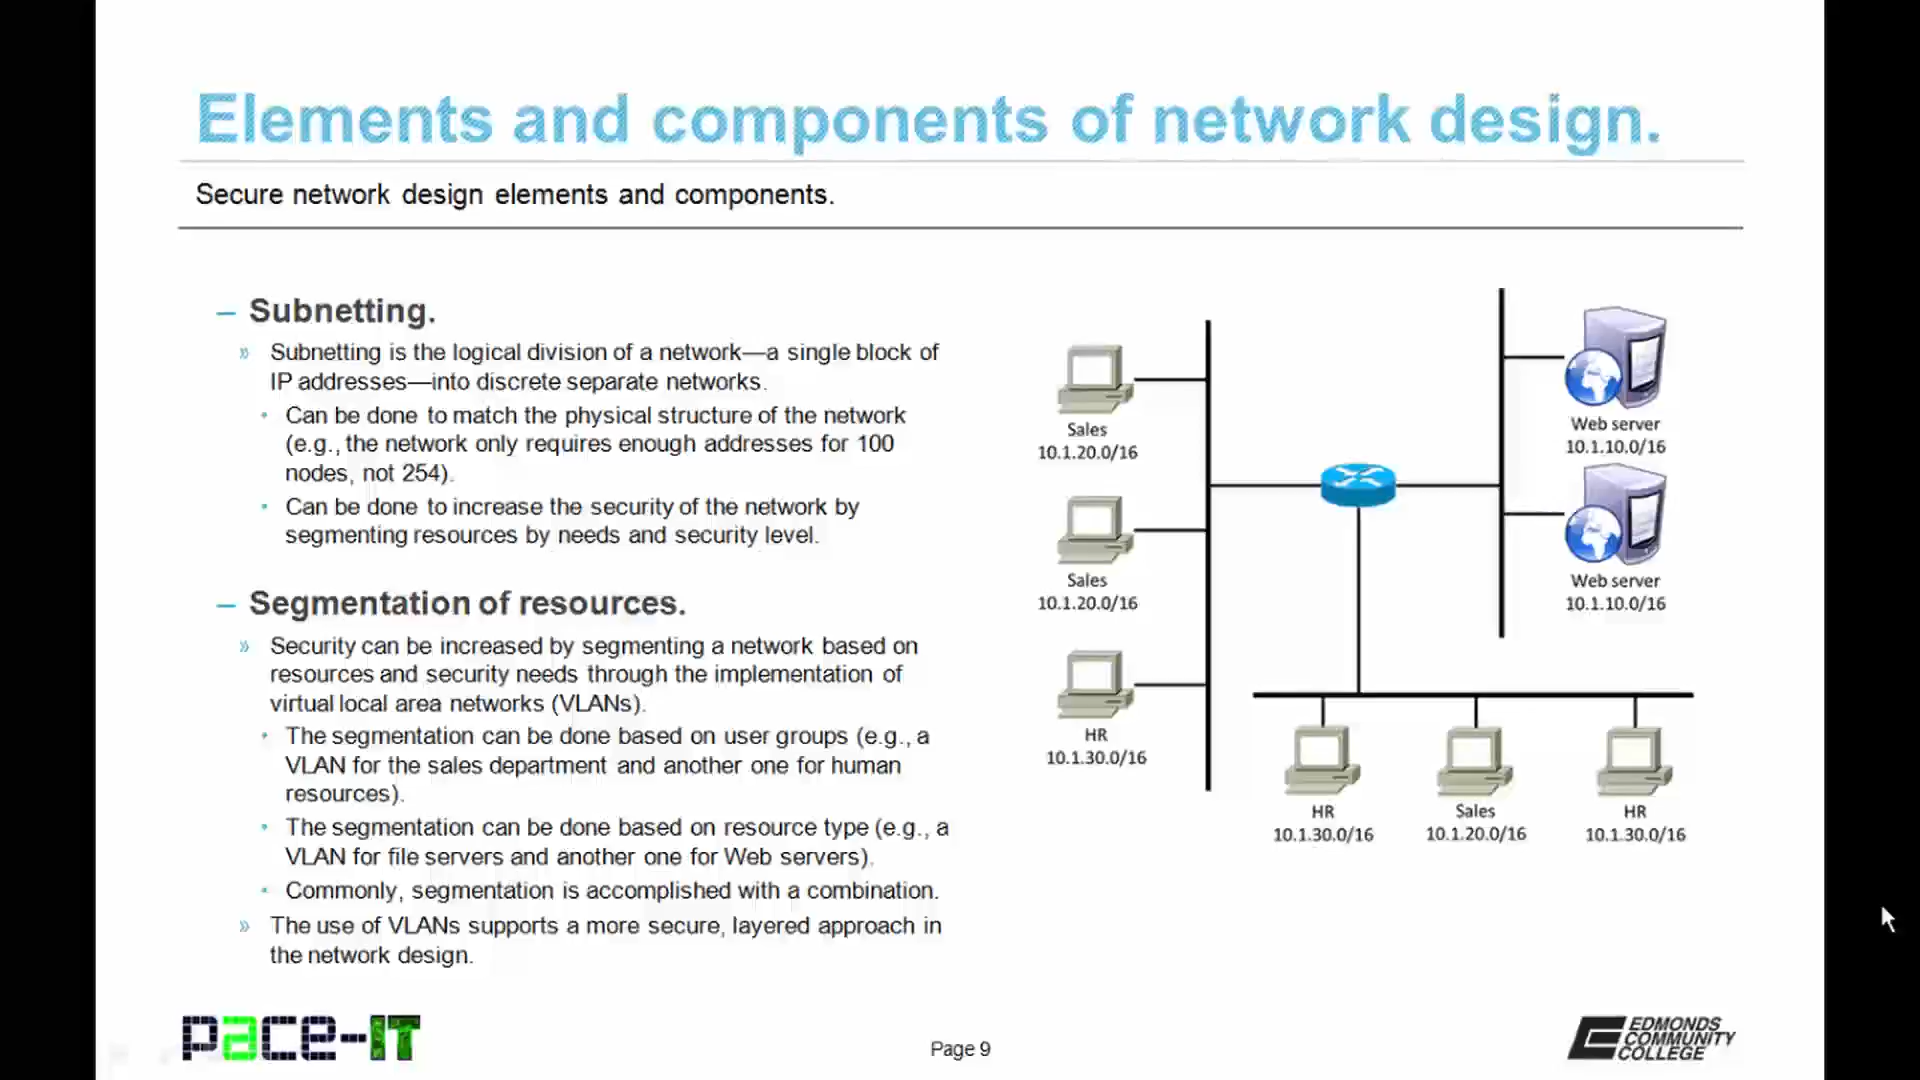 Elements and components of network design.
Secure network design elements and components.
– Subnetting.
» Subnetting is the logical division of a network—a single block of
IP addresses—into discrete separate networks.
• Can be done to match the physical structure of the network
(e.g., the network only requires enough addresses for 100
nodes, not 254).
• Can be done to increase the security of the network by
segmenting resources by needs and security level.
– Segmentation of resources.
» Security can be increased by segmenting a network based on
resources and security needs through the implementation of
virtual local area networks (VLANs).
• The segmentation can be done based on user groups (e.g., a
VLAN for the sales department and another one for human
resources).
• The segmentation can be done based on resource type (e.g., a
VLAN for file servers and another one for Web servers).
• Commonly, segmentation is accomplished with a combination.
» The use of VLANs supports a more secure, layered approach in
the network design.
Sales
10.1.20.0/16
Sales
10.1.20.0/16
HR
10.1.30.0/16
Web server
10.1.10.0/16
Web server
10.1.10.0/16
HR
10.1.30.0/16
Sales
10.1.20.0/16
HR
10.1.30.0/16
pace-IT
Page 9
EDMONDS
COMMUNITY
COLLEGE